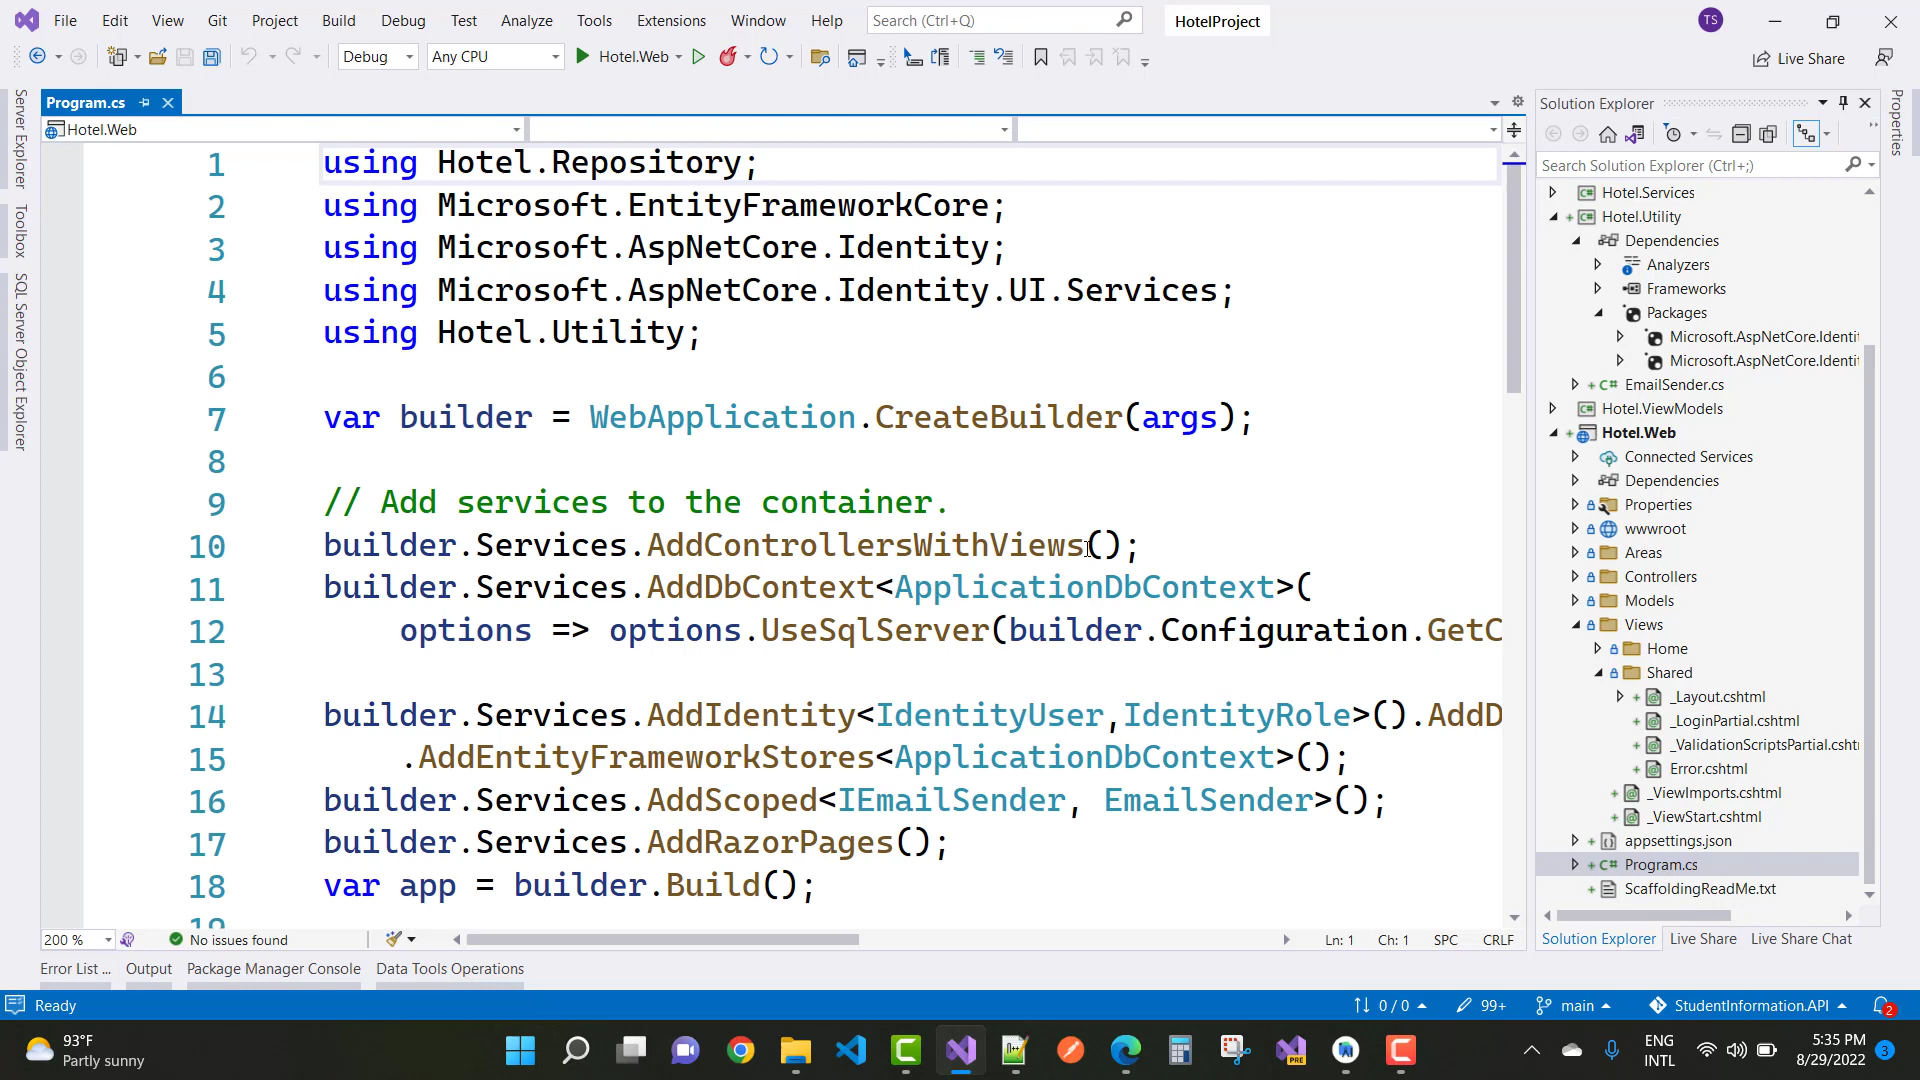 File Edit View Git Project Build Debug Test Analyze Tools Extensions Window Help Search (Ctrl+Q) HotelProject TS
Debug Any CPU Hotel.Web Live Share
Server Explorer
Toolbox
SQL Server Object Explorer
Program.cs
Hotel.Web
1 using Hotel.Repository;
2 using Microsoft.EntityFrameworkCore;
3 using Microsoft.AspNetCore.Identity;
4 using Microsoft.AspNetCore.Identity.UI.Services;
5 using Hotel.Utility;
6
7 var builder = WebApplication.CreateBuilder(args);
8
9 // Add services to the container.
10 builder.Services.AddControllersWithViews();
11 builder.Services.AddDbContext<ApplicationDbContext>(
12 options => options.UseSqlServer(builder.Configuration.GetC
13
14 builder.Services.AddIdentity<IdentityUser,IdentityRole>().AddD
15 .AddEntityFrameworkStores<ApplicationDbContext>();
16 builder.Services.AddScoped<IEmailSender, EmailSender>();
17 builder.Services.AddRazorPages();
18 var app = builder.Build();
19
200 % No issues found Ln: 1 Ch: 1 SPC CRLF
Solution Explorer
Search Solution Explorer (Ctrl+;)
Hotel.Services
Hotel.Utility
Dependencies
Analyzers
Frameworks
Packages
Microsoft.AspNetCore.Identi
Microsoft.AspNetCore.Identi
C# EmailSender.cs
Hotel.ViewModels
Hotel.Web
Connected Services
Dependencies
Properties
wwwroot
Areas
Controllers
Models
Views
Home
Shared
_Layout.cshtml
_LoginPartial.cshtml
_ValidationScriptsPartial.csht
Error.cshtml
_ViewImports.cshtml
_ViewStart.cshtml
appsettings.json
C# Program.cs
ScaffoldingReadMe.txt
Solution Explorer Live Share Live Share Chat
Properties
Error List ... Output Package Manager Console Data Tools Operations
Ready 0 / 0 99+ main StudentInformation.API 2
93°F
Partly sunny
PRE
ENG
INTL
5:35 PM
8/29/2022
3